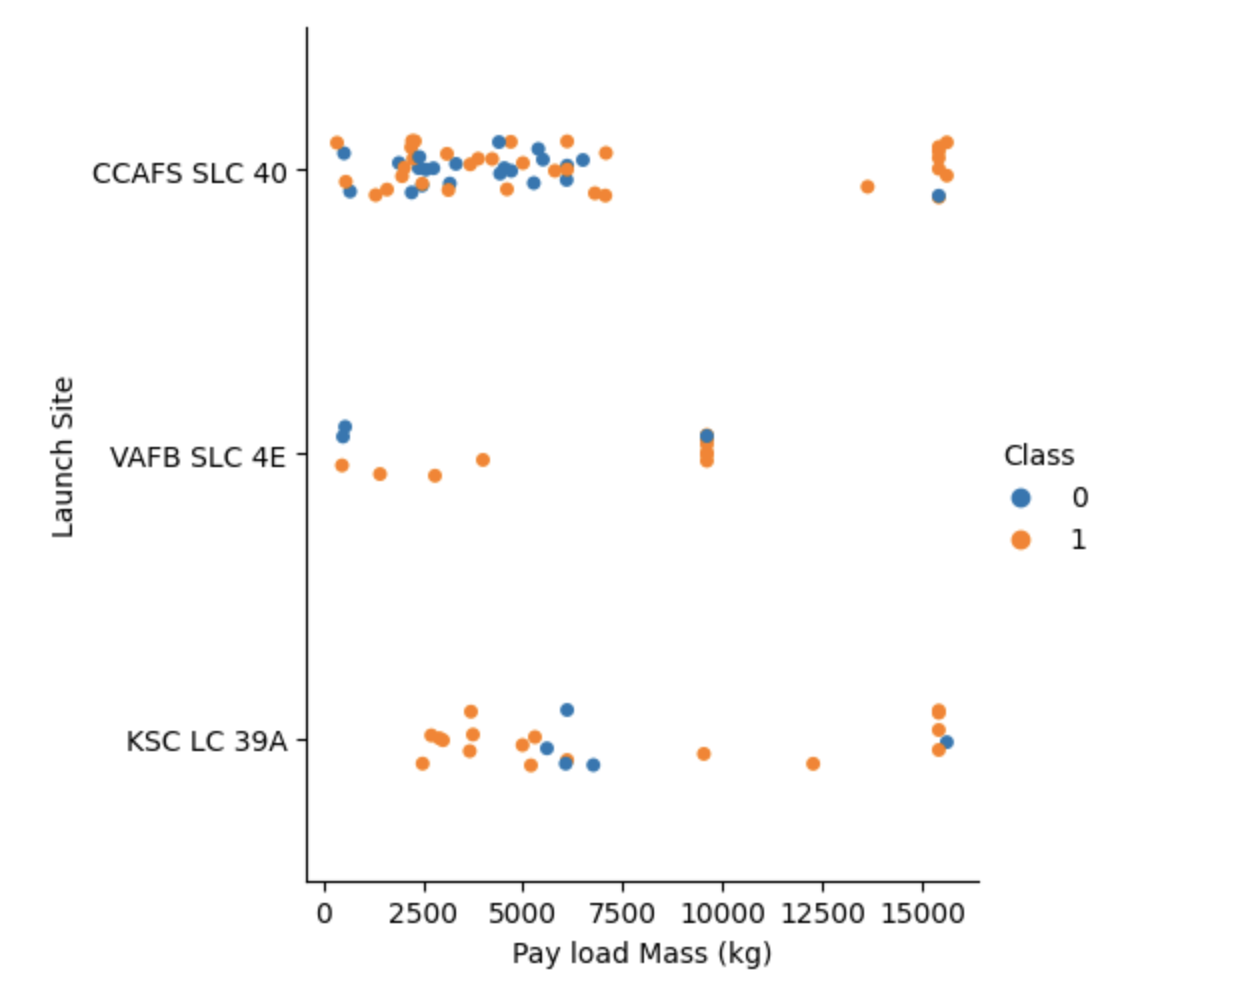 CCAFS SLC 40
VAFB SLC 4E
KSC LC 39A
Launch Site
Class
0
1
0 2500 5000 7500 10000 12500 15000
Pay load Mass (kg)